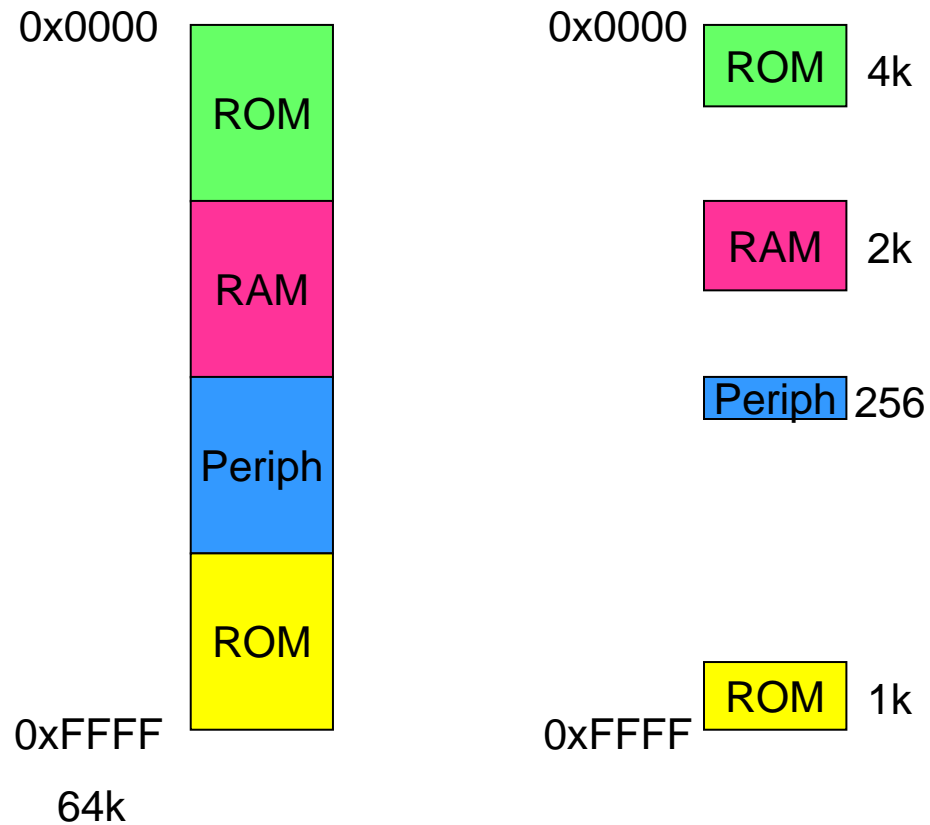 0x0000
ROM
RAM
Periph
ROM
0xFFFF
64k
0x0000
ROM 4k
RAM 2k
Periph 256
ROM 1k
0xFFFF